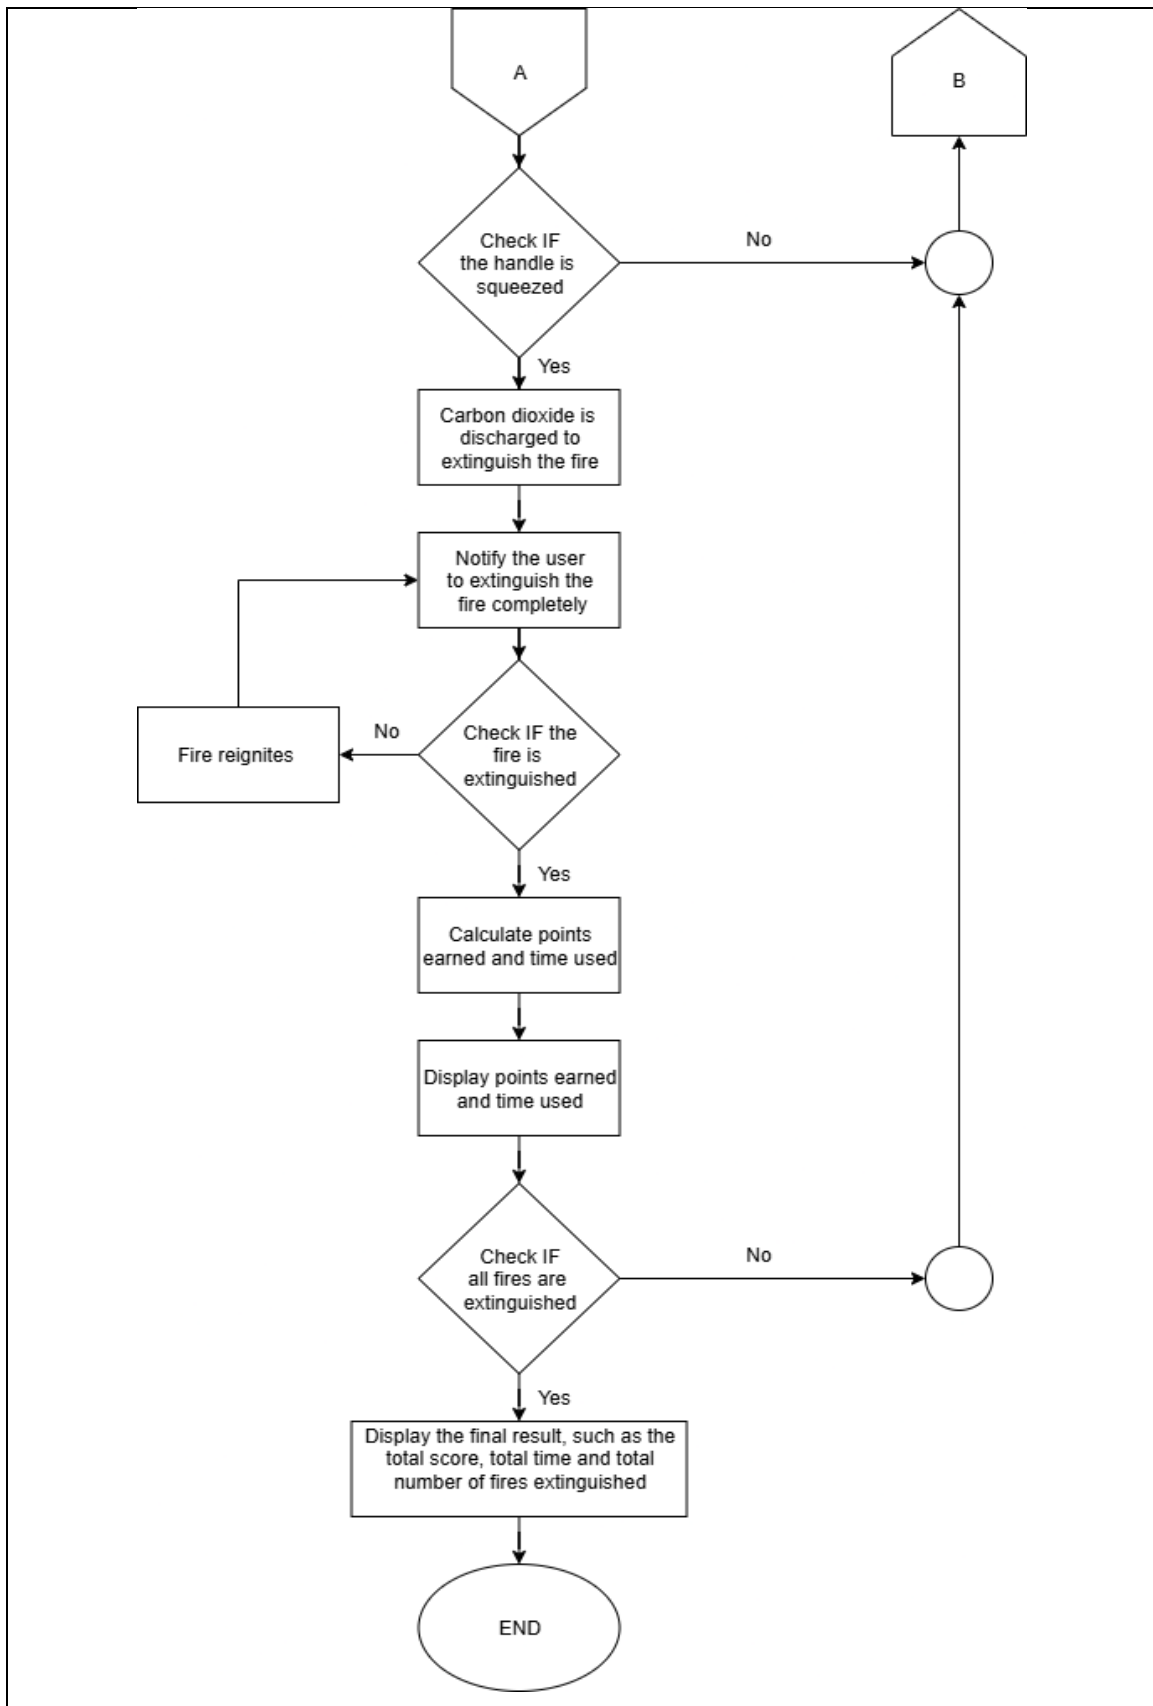 A
B
Check IF
the handle is
squeezed
No
Yes
Carbon dioxide is
discharged to
extinguish the fire
Notify the user
to extinguish the
fire completely
Fire reignites
No
Check IF the
fire is
extinguished
Yes
Calculate points
earned and time used
Display points earned
and time used
Check IF
all fires are
extinguished
No
Yes
Display the final result, such as the
total score, total time and total
number of fires extinguished
END